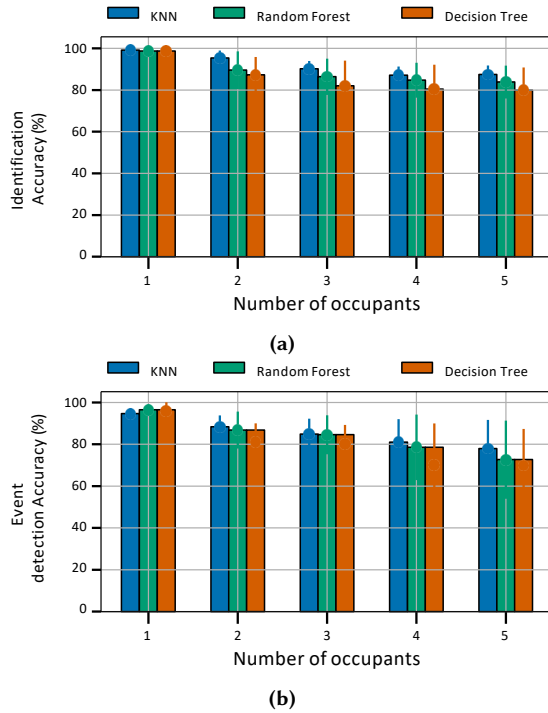 KNN Random Forest Decision Tree
100
80
60
40
20
0
Identification
Accuracy (%)
1 2 3 4 5
Number of occupants
(a)
KNN Random Forest Decision Tree
100
80
60
40
20
0
Event
detection Accuracy (%)
1 2 3 4 5
Number of occupants
(b)